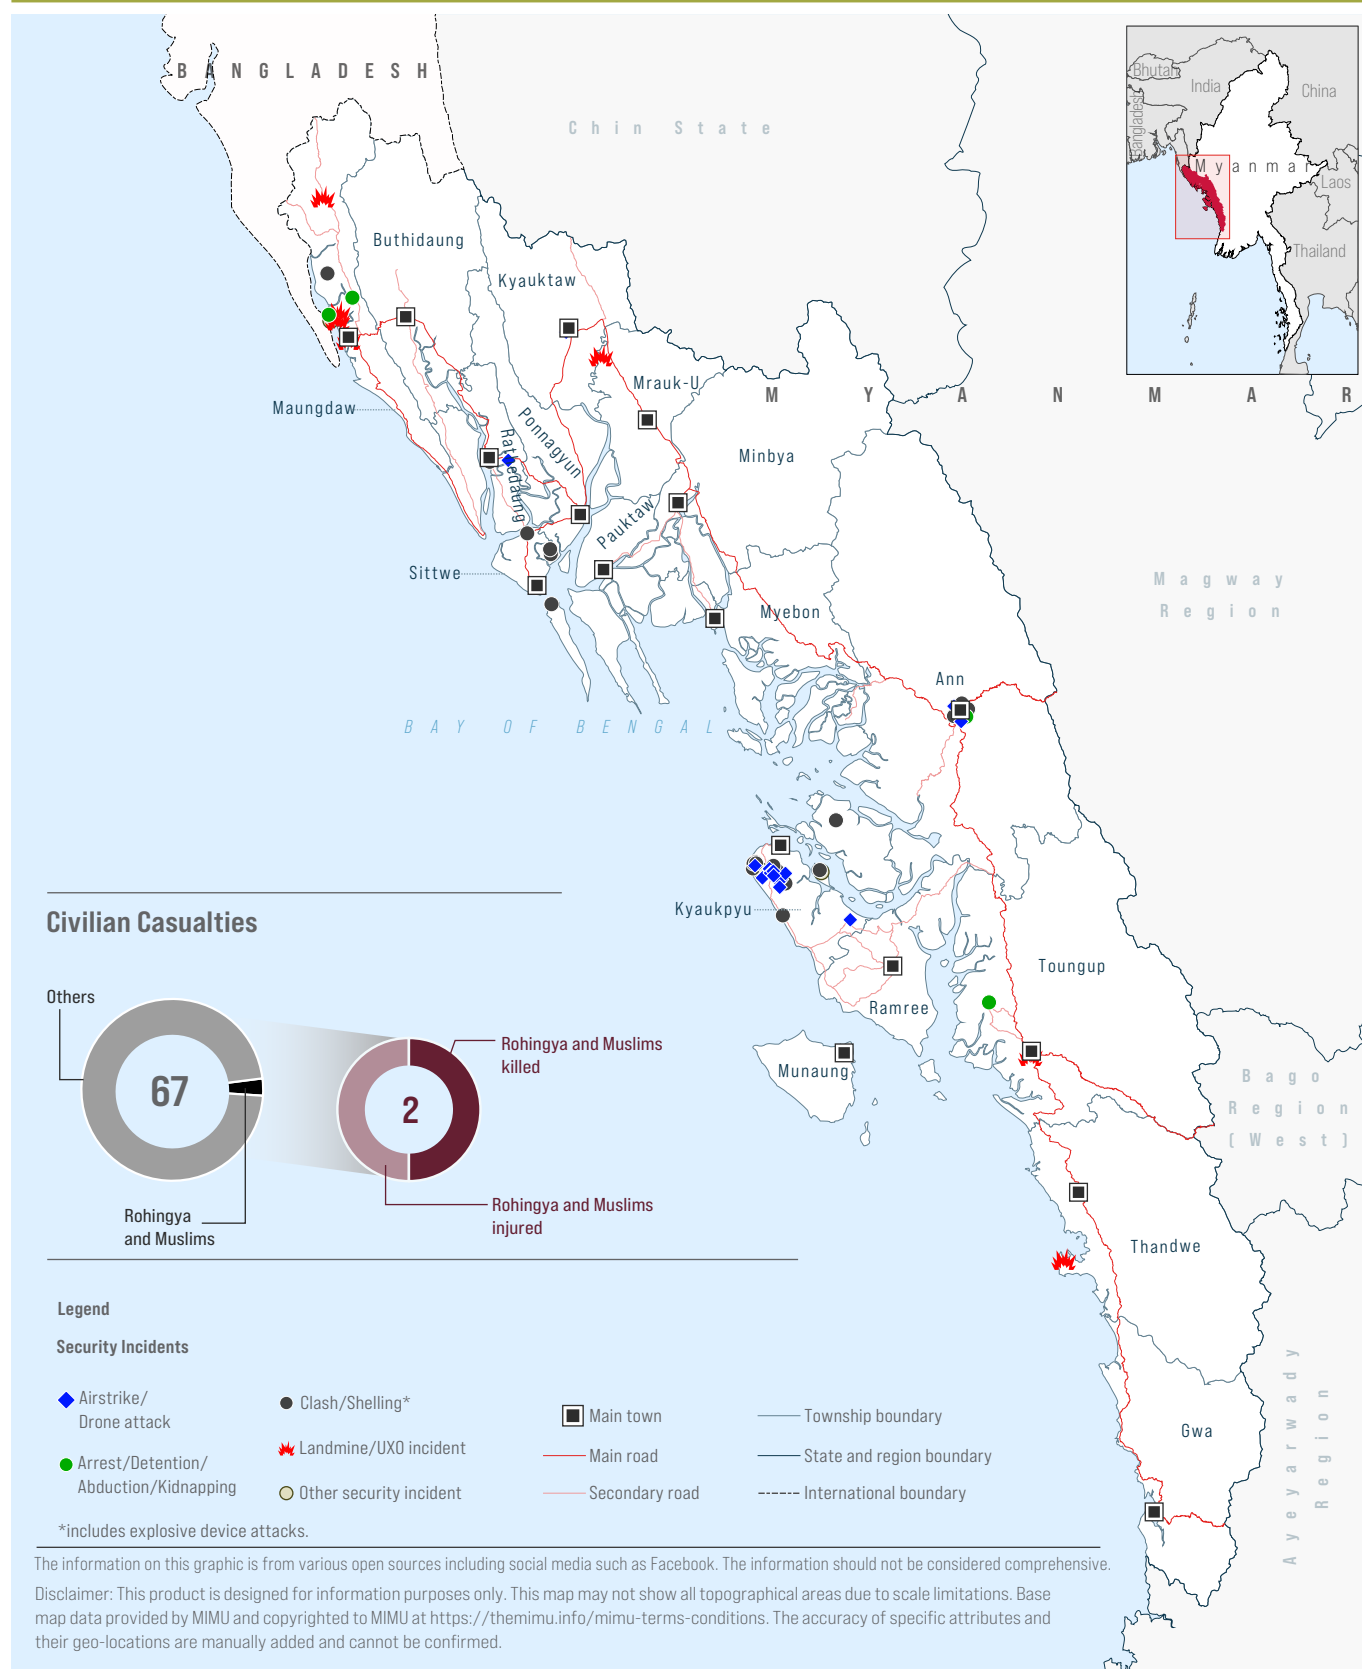 BANGLADESH
Chin State
Bhutan
India
China
Bangladesh
Myanmar
Laos
Thailand
Buthidaung
Kyauktaw
Mrauk-U
MYANMAR
Maungdaw
Ponnagyun
Rathedaung
Minbya
Pauktaw
Sittwe
Magway
Region
Myebon
Ann
BAY OF BENGAL
Kyaukpyu
Toungup
Ramree
Munaung
Bago
Region
(West)
Thandwe
Gwa
Ayeyarwady
Region
Civilian Casualties
Others
67
Rohingya
and Muslims
Rohingya and Muslims
killed
2
Rohingya and Muslims
injured
Legend
Security Incidents
Airstrike/
Drone attack
Arrest/Detention/
Abduction/Kidnapping
Clash/Shelling*
Landmine/UXO incident
Other security incident
Main town
Main road
Secondary road
Township boundary
State and region boundary
International boundary
*includes explosive device attacks.
The information on this graphic is from various open sources including social media such as Facebook. The information should not be considered comprehensive.
Disclaimer: This product is designed for information purposes only. This map may not show all topographical areas due to scale limitations. Base
map data provided by MIMU and copyrighted to MIMU at https://themimu.info/mimu-terms-conditions. The accuracy of specific attributes and
their geo-locations are manually added and cannot be confirmed.